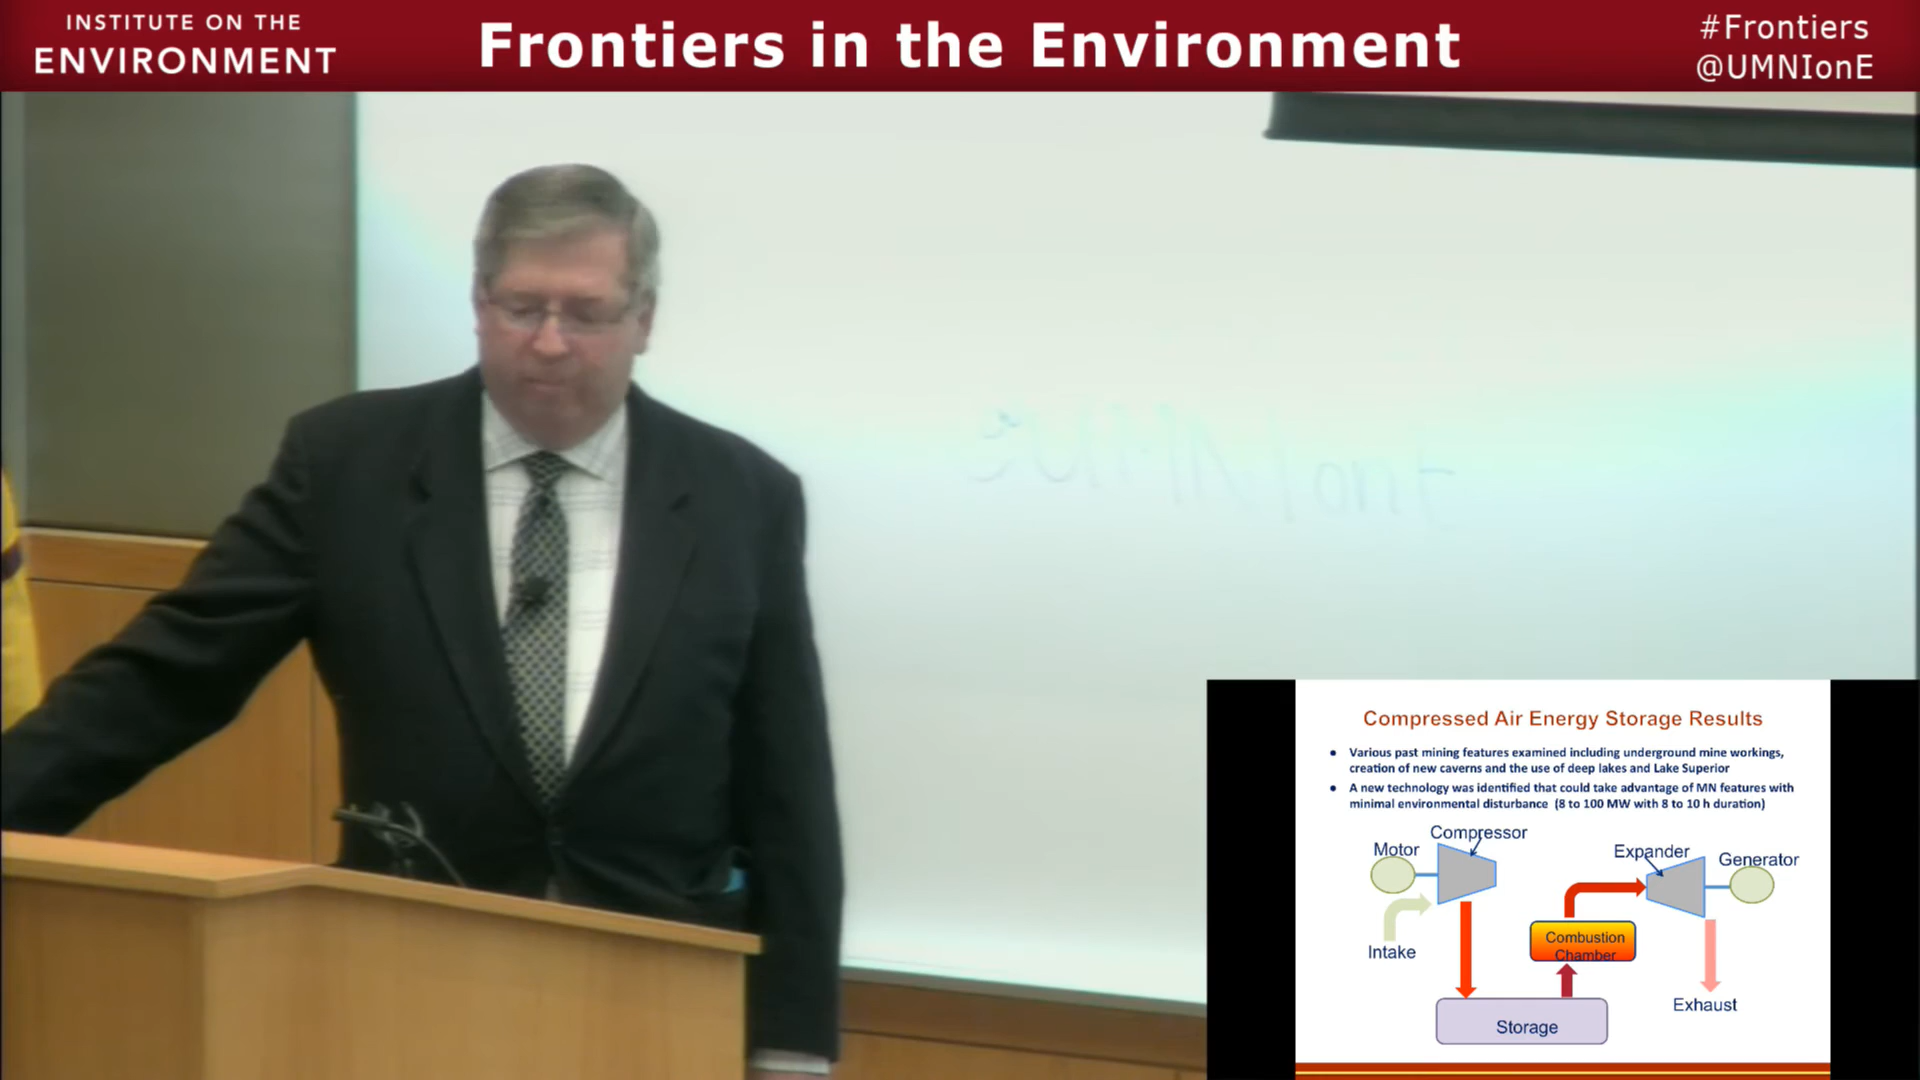 INSTITUTE ON THE
ENVIRONMENT
Frontiers in the Environment
#Frontiers
@UMNIonE
Compressed Air Energy Storage Results
• Various past mining features examined including underground mine workings,
creation of new caverns and the use of deep lakes and Lake Superior
• A new technology was identified that could take advantage of MN features with
minimal environmental disturbance (8 to 100 MW with 8 to 10 h duration)
Compressor
Motor
Expander
Generator
Intake
Combustion
Chamber
Exhaust
Storage